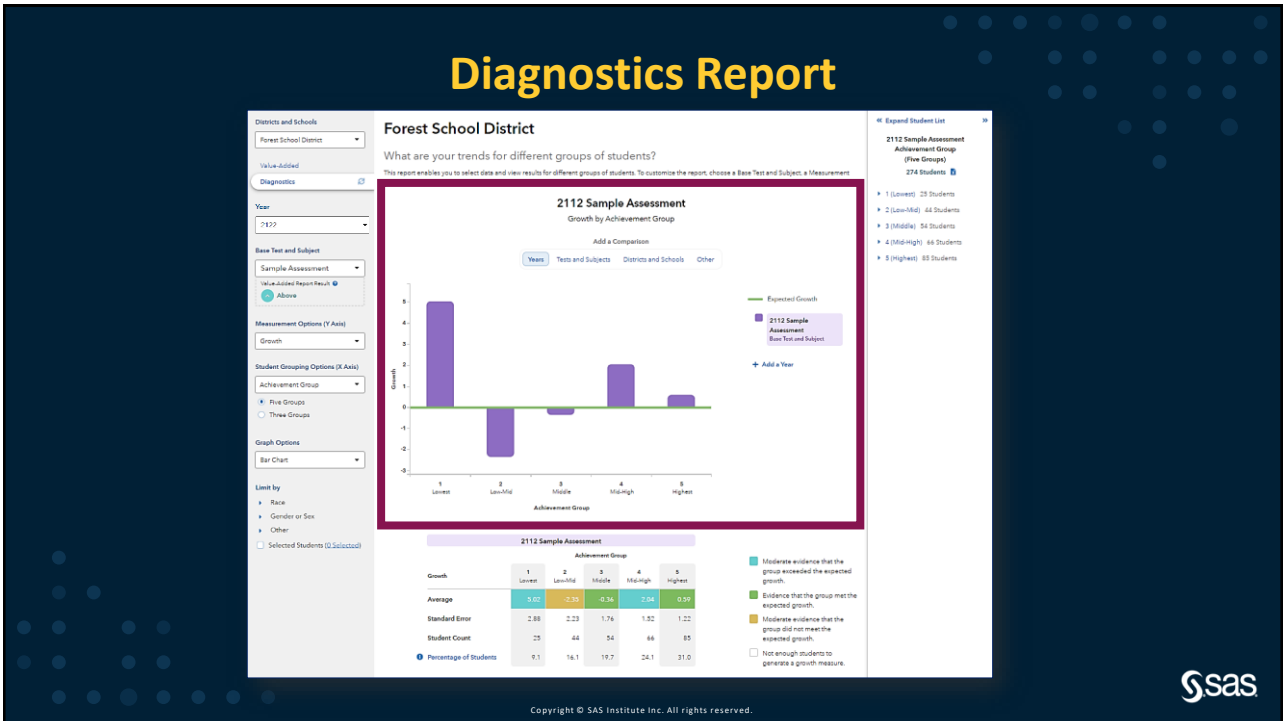 Diagnostics Report
Districts and Schools
Forest School District
Value-Added
Diagnostics
Year
2122
Base Test and Subject
Sample Assessment
Value-Added Report Result
Above
Measurement Options (Y Axis)
Growth
Student Grouping Options (X Axis)
Achievement Group
Five Groups
Three Groups
Graph Options
Bar Chart
Limit by
Race
Gender or Sex
Other
Selected Students (0 Selected)
Forest School District
What are your trends for different groups of students?
This report enables you to select data and view results for different groups of students. To customize the report, choose a Base Test and Subject, a Measurement
2112 Sample Assessment
Growth by Achievement Group
Add a Comparison
Years Tests and Subjects Districts and Schools Other
Growth
5
4
3
2
1
0
-1
-2
-3
1 2 3 4 5
Lowest Low-Mid Middle Mid-High Highest
Achievement Group
Expected Growth
2112 Sample
Assessment
Base Test and Subject
+ Add a Year
2112 Sample Assessment
Achievement Group
Growth 1 2 3 4 5
Lowest Low-Mid Middle Mid-High Highest
Average 5.02 -2.33 -0.36 2.04 0.59
Standard Error 2.88 2.23 1.76 1.52 1.22
Student Count 25 44 54 66 85
Percentage of Students 9.1 16.1 19.7 24.1 31.0
Moderate evidence that the
group exceeded the expected
growth.
Evidence that the group met the
expected growth.
Moderate evidence that the
group did not meet the
expected growth.
Not enough students to
generate a growth measure.
« Expand Student List »
2112 Sample Assessment
Achievement Group
(Five Groups)
274 Students
1 (Lowest) 25 Students
2 (Low-Mid) 44 Students
3 (Middle) 54 Students
4 (Mid-High) 66 Students
5 (Highest) 85 Students
Copyright © SAS Institute Inc. All rights reserved.
sas